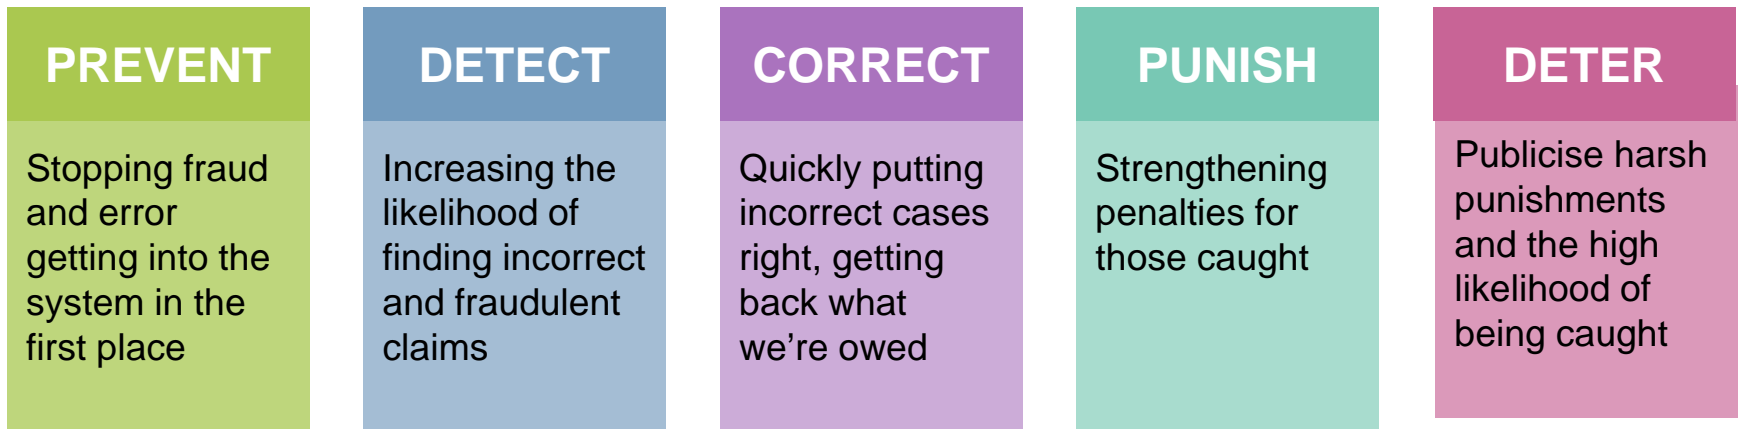 PREVENT
Stopping fraud
and error
getting into the
system in the
first place
DETECT
Increasing the
likelihood of
finding incorrect
and fraudulent
claims
CORRECT
Quickly putting
incorrect cases
right, getting
back what
we’re owed
PUNISH
Strengthening
penalties for
those caught
DETER
Publicise harsh
punishments
and the high
likelihood of
being caught